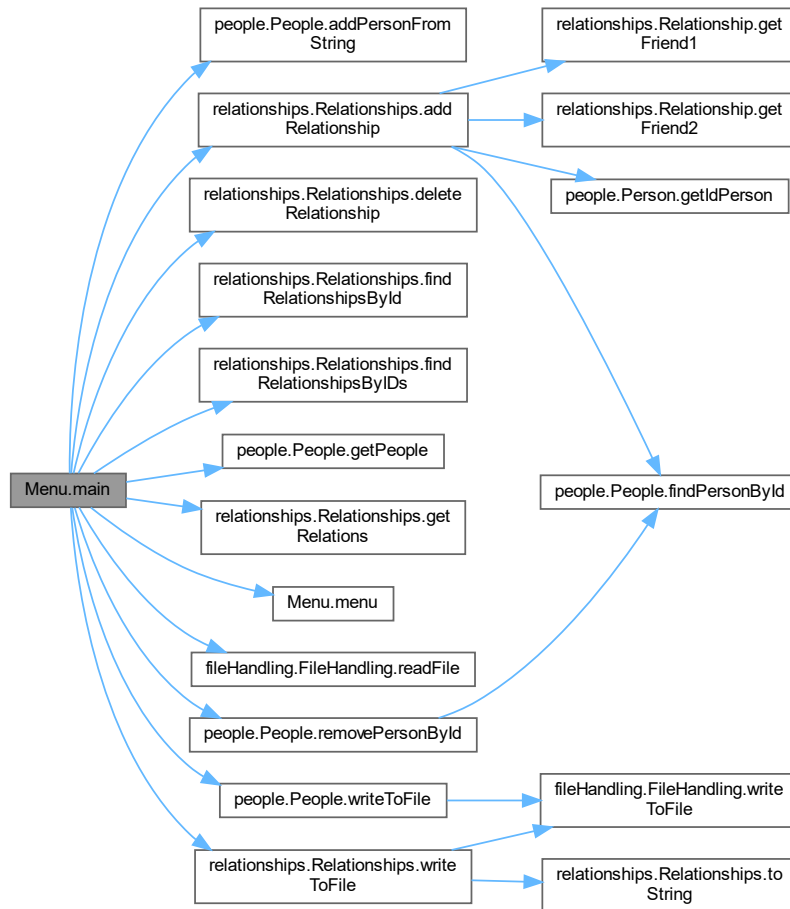 people.People.addPersonFrom
String
relationships.Relationships.add
Relationship
relationships.Relationships.delete
Relationship
relationships.Relationships.find
RelationshipsById
relationships.Relationships.find
RelationshipsByIDs
people.People.getPeople
Menu.main
relationships.Relationships.get
Relations
Menu.menu
fileHandling.FileHandling.readFile
people.People.removePersonById
people.People.writeToFile
relationships.Relationships.write
ToFile
relationships.Relationship.get
Friend1
relationships.Relationship.get
Friend2
people.Person.getIdPerson
people.People.findPersonById
fileHandling.FileHandling.write
ToFile
relationships.Relationships.to
String